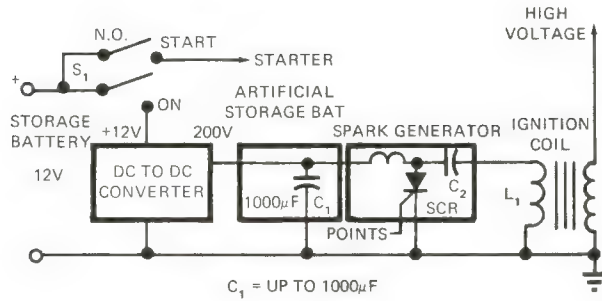 HIGH
VOLTAGE
N.O.
START
S₁
STARTER
+
ARTIFICIAL
STORAGE BAT
ON
STORAGE
BATTERY
12V
+12V
200V
SPARK GENERATOR
IGNITION
COIL
DC TO DC
CONVERTER
1000μF
C₁
C₂
SCR
L₁
POINTS
C₁ = UP TO 1000μF